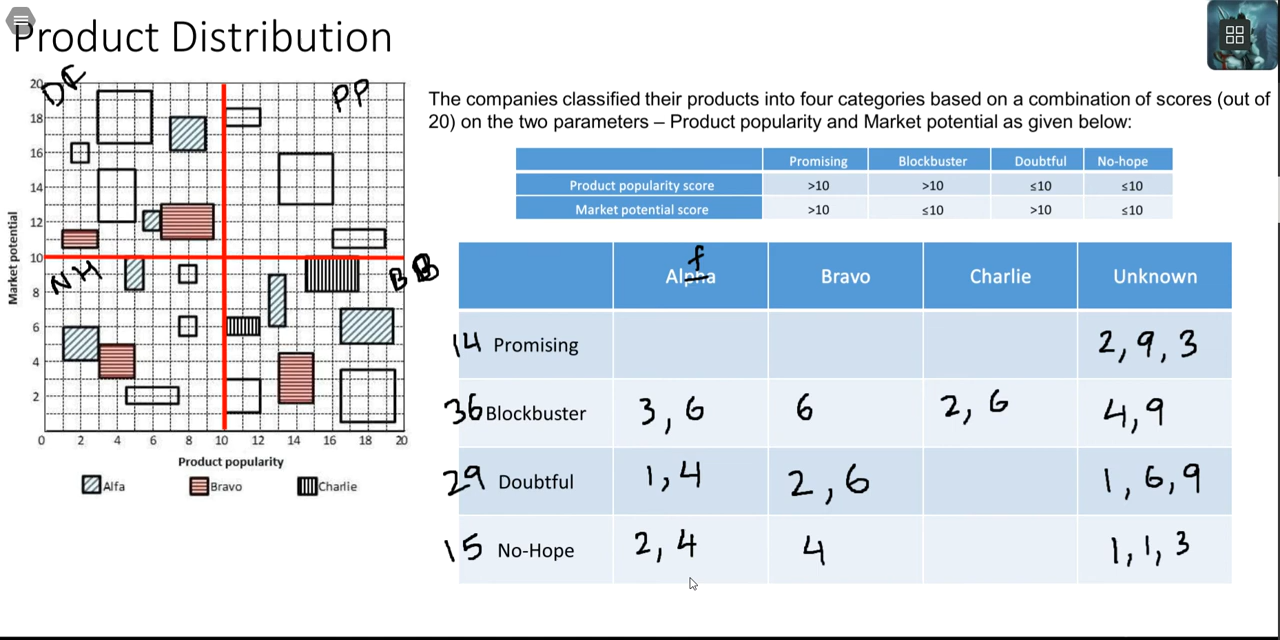 Product Distribution
DF
PP
NH
BB
20
18
16
14
12
10
8
6
4
2
0 2 4 6 8 10 12 14 16 18 20
Market potential
Product popularity
Alfa Bravo Charlie
The companies classified their products into four categories based on a combination of scores (out of
20) on the two parameters – Product popularity and Market potential as given below:
Promising Blockbuster Doubtful No-hope
Product popularity score >10 >10 ≤10 ≤10
Market potential score >10 ≤10 >10 ≤10
f
Alpha Bravo Charlie Unknown
14 Promising 2, 9, 3
36 Blockbuster 3, 6 6 2, 6 4, 9
29 Doubtful 1, 4 2, 6 1, 6, 9
15 No-Hope 2, 4 4 1, 1, 3